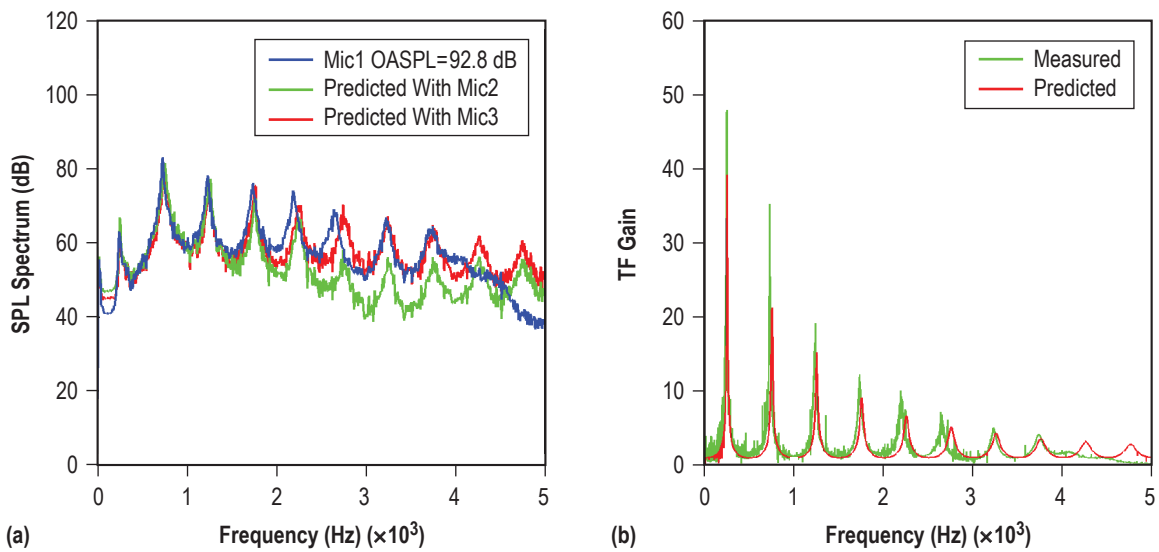 120
100
80
60
40
20
0
SPL Spectrum (dB)
Mic1 OASPL=92.8 dB
Predicted With Mic2
Predicted With Mic3
0 1 2 3 4 5
Frequency (Hz) (×10³)
(a)
60
50
40
30
20
10
0
TF Gain
Measured
Predicted
0 1 2 3 4 5
Frequency (Hz) (×10³)
(b)